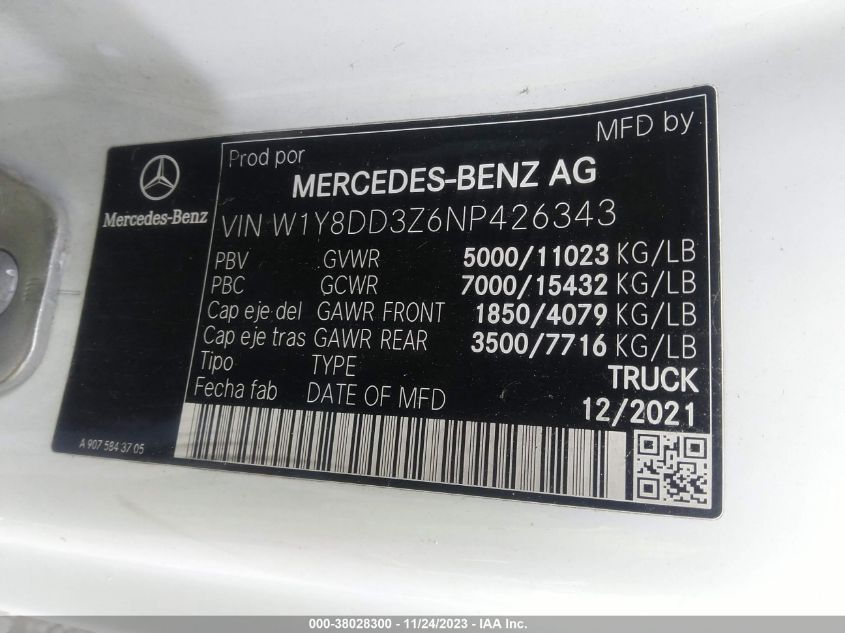 MFD by
Prod por
MERCEDES-BENZ AG
Mercedes-Benz
VIN W1Y8DD3Z6NP426343
PBV GVWR 5000/11023 KG/LB
PBC GCWR 7000/15432 KG/LB
Cap eje del GAWR FRONT 1850/4079 KG/LB
Cap eje tras GAWR REAR 3500/7716 KG/LB
Tipo TYPE TRUCK
Fecha fab DATE OF MFD 12/2021
A 907 584 37 05
000-38028300 - 11/24/2023 - IAA, Inc.